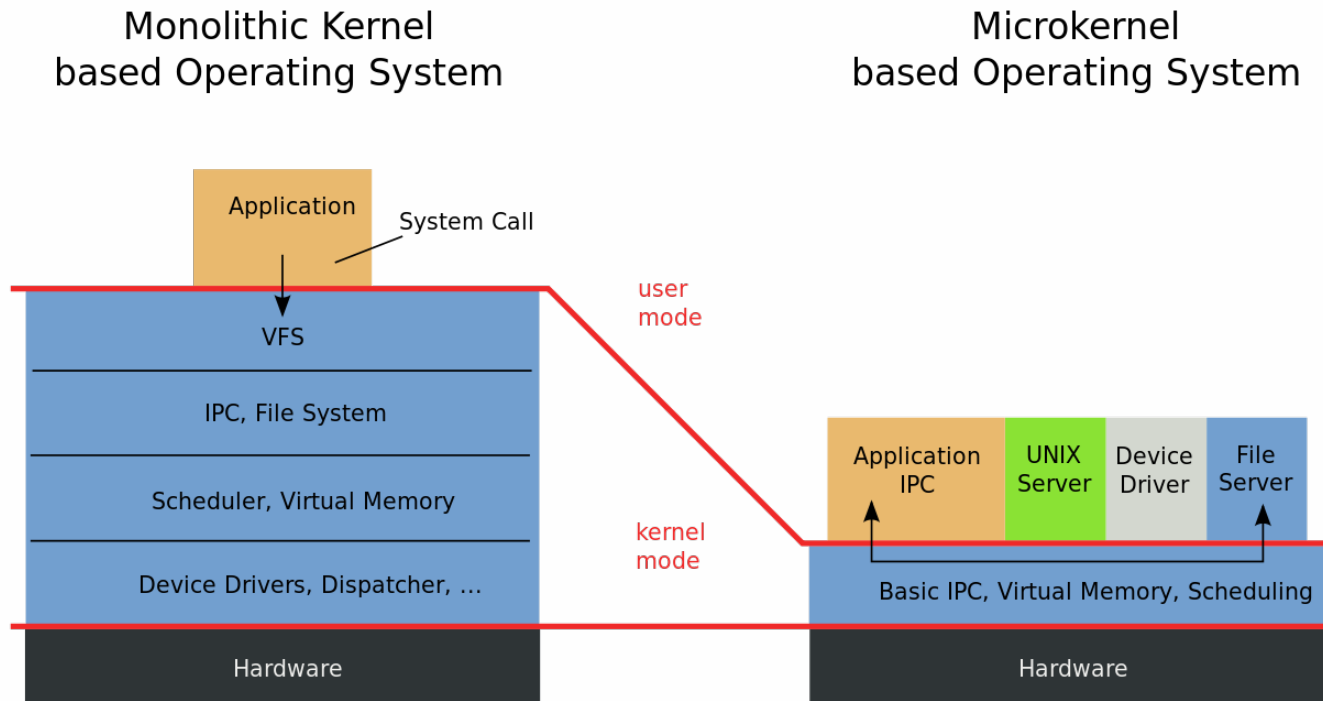 Monolithic Kernel
based Operating System
Application
System Call
VFS
IPC, File System
Scheduler, Virtual Memory
Device Drivers, Dispatcher, ...
Hardware
user
mode
kernel
mode
Microkernel
based Operating System
Application
IPC
UNIX
Server
Device
Driver
File
Server
Basic IPC, Virtual Memory, Scheduling
Hardware